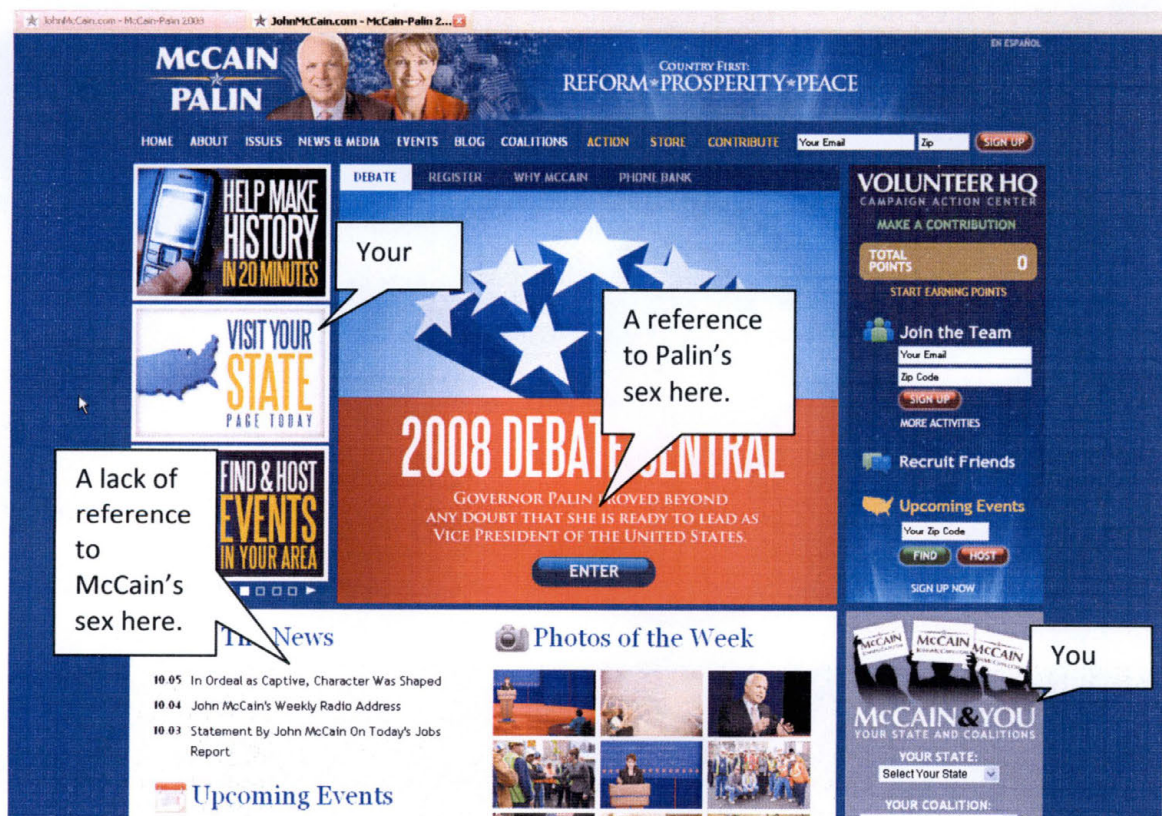 JohnMcCain.com - McCain-Palin 2008
JohnMcCain.com - McCain-Palin 2...
EN ESPAÑOL
McCAIN
PALIN
COUNTRY FIRST:
REFORM★PROSPERITY★PEACE
HOME ABOUT ISSUES NEWS & MEDIA EVENTS BLOG COALITIONS ACTION STORE CONTRIBUTE Your Email Zip SIGN UP
HELP MAKE
HISTORY
IN 20 MINUTES
VISIT YOUR
STATE
PAGE TODAY
FIND & HOST
EVENTS
IN YOUR AREA
Your
A lack of
reference
to
McCain's
sex here.
DEBATE REGISTER WHY MCCAIN PHONE BANK
A reference
to Palin's
sex here.
2008 DEBATE CENTRAL
GOVERNOR PALIN PROVED BEYOND
ANY DOUBT THAT SHE IS READY TO LEAD AS
VICE PRESIDENT OF THE UNITED STATES.
ENTER
VOLUNTEER HQ
CAMPAIGN ACTION CENTER
MAKE A CONTRIBUTION
TOTAL
POINTS 0
START EARNING POINTS
Join the Team
Your Email
Zip Code
SIGN UP
MORE ACTIVITIES
Recruit Friends
Upcoming Events
Your Zip Code
FIND HOST
SIGN UP NOW
News
10.05 In Ordeal as Captive, Character Was Shaped
10.04 John McCain's Weekly Radio Address
10.03 Statement By John McCain On Today's Jobs
Report
Upcoming Events
Photos of the Week
McCAIN McCAIN McCAIN
You
McCAIN&YOU
YOUR STATE AND COALITIONS
YOUR STATE:
Select Your State
YOUR COALITION: